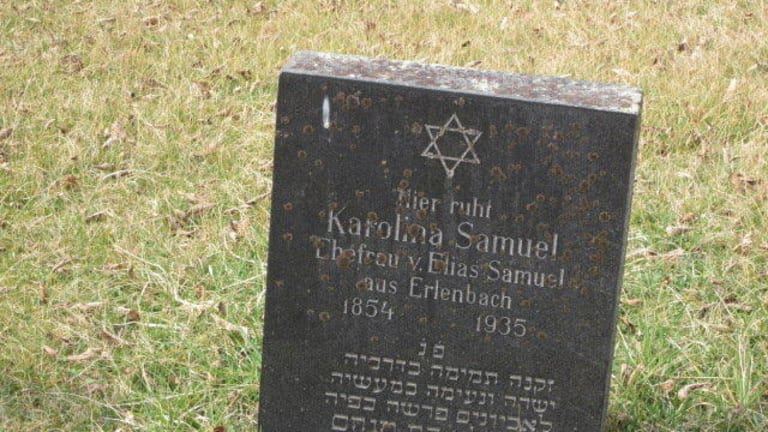 Hier ruht
Karolina Samuel
Ehefrau v. Elias Samuel
aus Erlenbach
1854 1935
פ נ
זקנה תמימה בדרכיה
ישרה ונעימה במעשיה
לאביונים פרשה כפיה